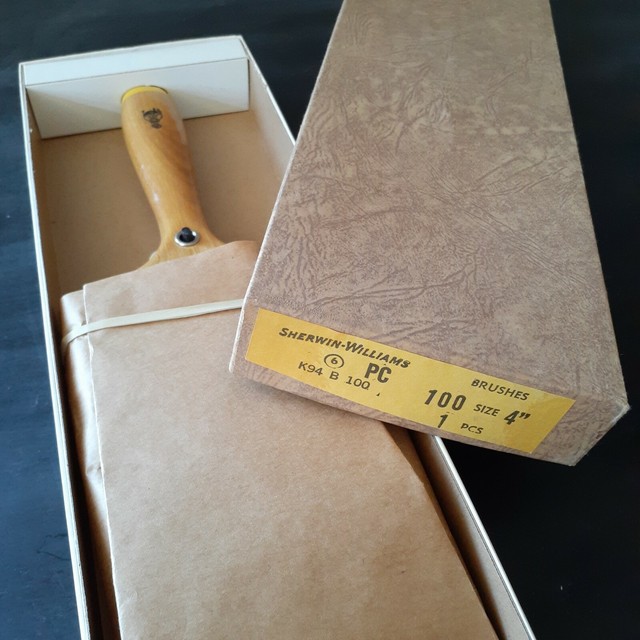 SHERWIN-WILLIAMS
BRUSHES
6 PC 100 SIZE 4"
K94 B 100 1 PCS